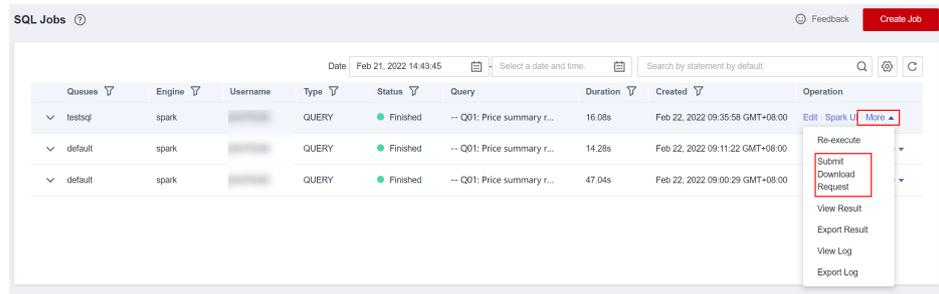 SQL Jobs ?
Feedback
Create Job
Date Feb 21, 2022 14:43:45 - Select a date and time. Search by statement by default.
Queues Engine Username Type Status Query Duration Created Operation
testsql spark QUERY Finished -- Q01: Price summary r... 16.08s Feb 22, 2022 09:35:58 GMT+08:00 Edit Spark UI More
default spark QUERY Finished -- Q01: Price summary r... 14.28s Feb 22, 2022 09:11:22 GMT+08:00
default spark QUERY Finished -- Q01: Price summary r... 47.04s Feb 22, 2022 09:00:29 GMT+08:00
Re-execute
Submit
Download
Request
View Result
Export Result
View Log
Export Log